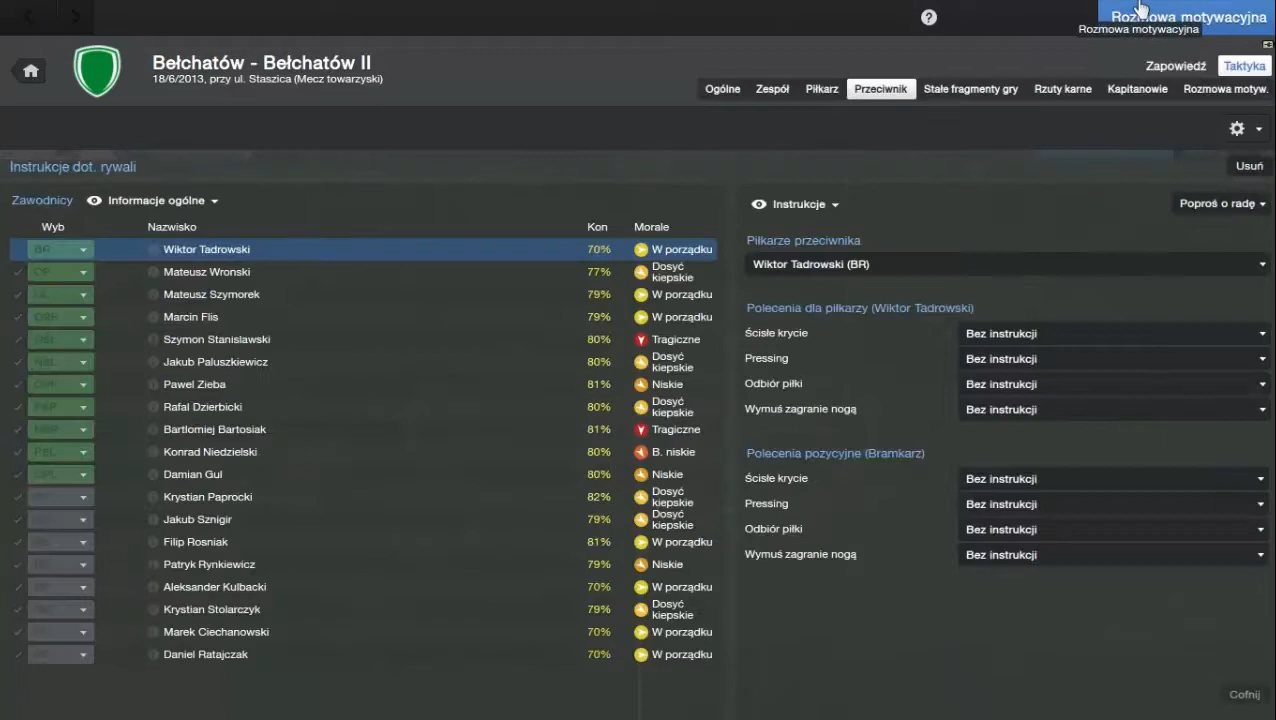 Rozmowa motywacyjna
Rozmowa motywacyjna
Bełchatów - Bełchatów II
18/6/2013, przy ul. Staszica (Mecz towarzyski)
Zapowiedź Taktyka
Ogólne Zespół Piłkarz Przeciwnik Stałe fragmenty gry Rzuty karne Kapitanowie Rozmowa motyw.
Instrukcje dot. rywali
Usuń
Zawodnicy Informacje ogólne
Wyb Nazwisko Kon Morale
Wiktor Tadrowski 70% W porządku
Mateusz Wronski 77% Dosyć kiepskie
Mateusz Szymorek 79% W porządku
Marcin Flis 79% W porządku
Szymon Stanislawski 80% Tragiczne
Jakub Paluszkiewicz 80% Dosyć kiepskie
Pawel Zieba 81% Niskie
Rafal Dzierbicki 80% Dosyć kiepskie
Bartlomiej Bartosiak 81% Tragiczne
Konrad Niedzielski 80% B. niskie
Damian Gul 80% Niskie
Krystian Paprocki 82% Dosyć kiepskie
Jakub Sznigir 79% Dosyć kiepskie
Filip Rosniak 81% W porządku
Patryk Rynkiewicz 79% Niskie
Aleksander Kulbacki 70% W porządku
Krystian Stolarczyk 79% Dosyć kiepskie
Marek Ciechanowski 70% W porządku
Daniel Ratajczak 70% W porządku
Instrukcje Poproś o radę
Piłkarze przeciwnika
Wiktor Tadrowski (BR)
Polecenia dla piłkarzy (Wiktor Tadrowski)
Ścisłe krycie Bez instrukcji
Pressing Bez instrukcji
Odbiór piłki Bez instrukcji
Wymuś zagranie nogą Bez instrukcji
Polecenia pozycyjne (Bramkarz)
Ścisłe krycie Bez instrukcji
Pressing Bez instrukcji
Odbiór piłki Bez instrukcji
Wymuś zagranie nogą Bez instrukcji
Cofnij